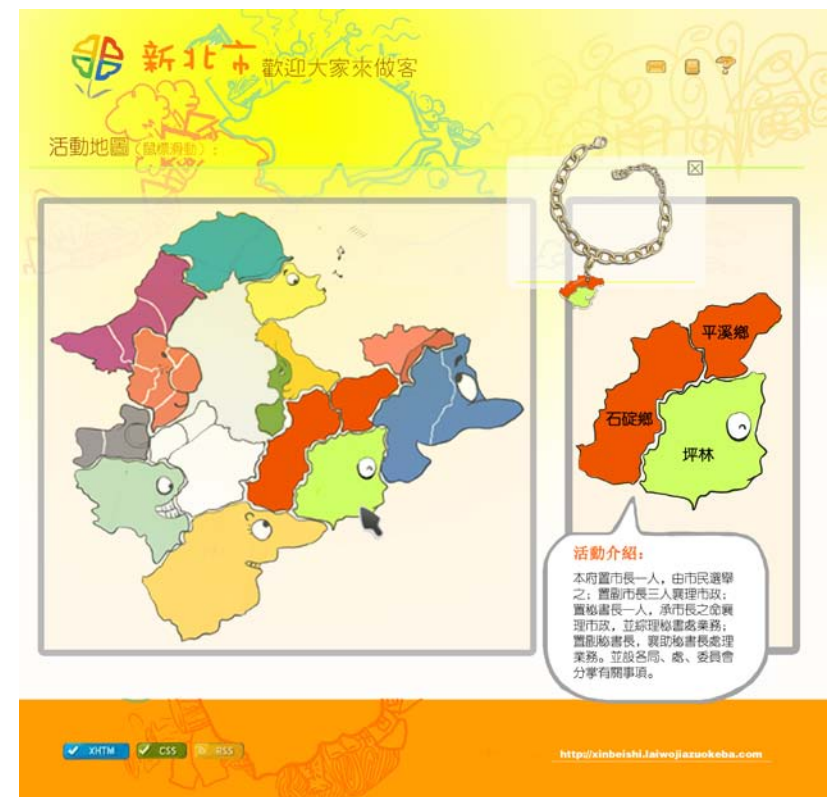 新北市 歡迎大家來做客
活動地圖（鼠標滑動）：
平溪鄉
石碇鄉
坪林
活動介紹：
本府置市長一人，由市民選舉
之；置副市長三人襄理市政；
置秘書長一人，承市長之命襄
理市政，並綜理秘書處業務；
置副秘書長，襄助秘書長處理
業務。並設各局、處、委員會
分掌有關事項。
XHTM
CSS
RSS
http://xinbeishi.laiwojiazuokeba.com